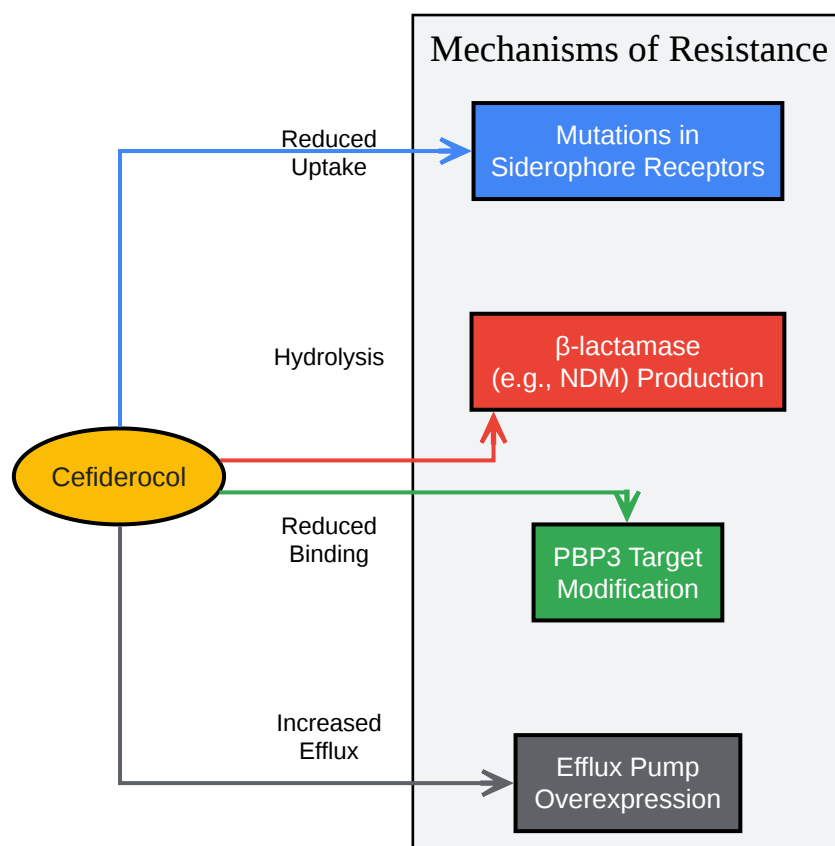 Mechanisms of Resistance
Reduced
Uptake
Mutations in
Siderophore Receptors
Hydrolysis
β-lactamase
(e.g., NDM) Production
Cefiderocol
Reduced
Binding
PBP3 Target
Modification
Increased
Efflux
Efflux Pump
Overexpression